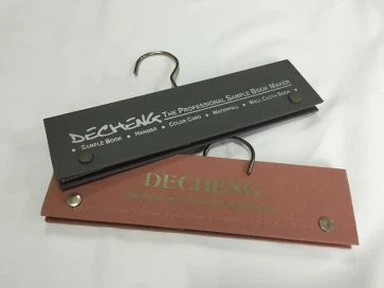 DECHENG The Professional Sample Book Maker
• Sample Book • Hanger • Color Card • Waterfall • Wall Cloth Book •
DECHENG